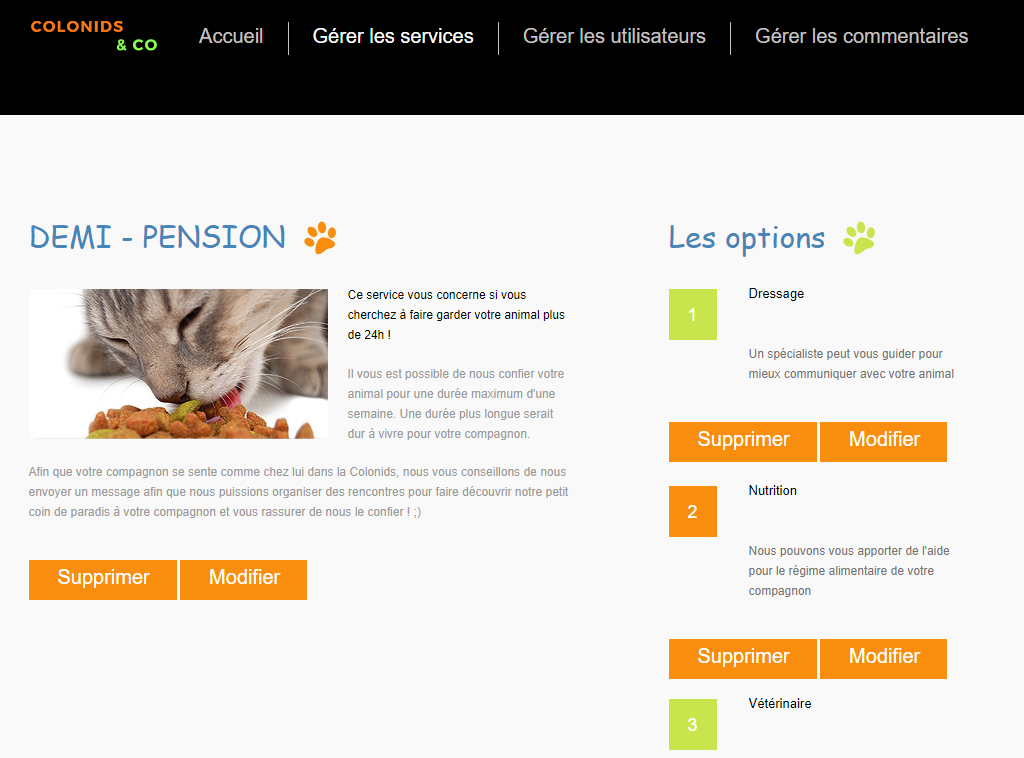 COLONIDS
& CO
Accueil
Gérer les services
Gérer les utilisateurs
Gérer les commentaires
DEMI - PENSION
Ce service vous concerne si vous
cherchez à faire garder votre animal plus
de 24h !
Il vous est possible de nous confier votre
animal pour une durée maximum d'une
semaine. Une durée plus longue serait
dur à vivre pour votre compagnon.
Afin que votre compagnon se sente comme chez lui dans la Colonids, nous vous conseillons de nous
envoyer un message afin que nous puissions organiser des rencontres pour faire découvrir notre petit
coin de paradis à votre compagnon et vous rassurer de nous le confier ! ;)
Supprimer
Modifier
Les options
1
Dressage
Un spécialiste peut vous guider pour
mieux communiquer avec votre animal
Supprimer
Modifier
2
Nutrition
Nous pouvons vous apporter de l'aide
pour le régime alimentaire de votre
compagnon
Supprimer
Modifier
3
Vétérinaire